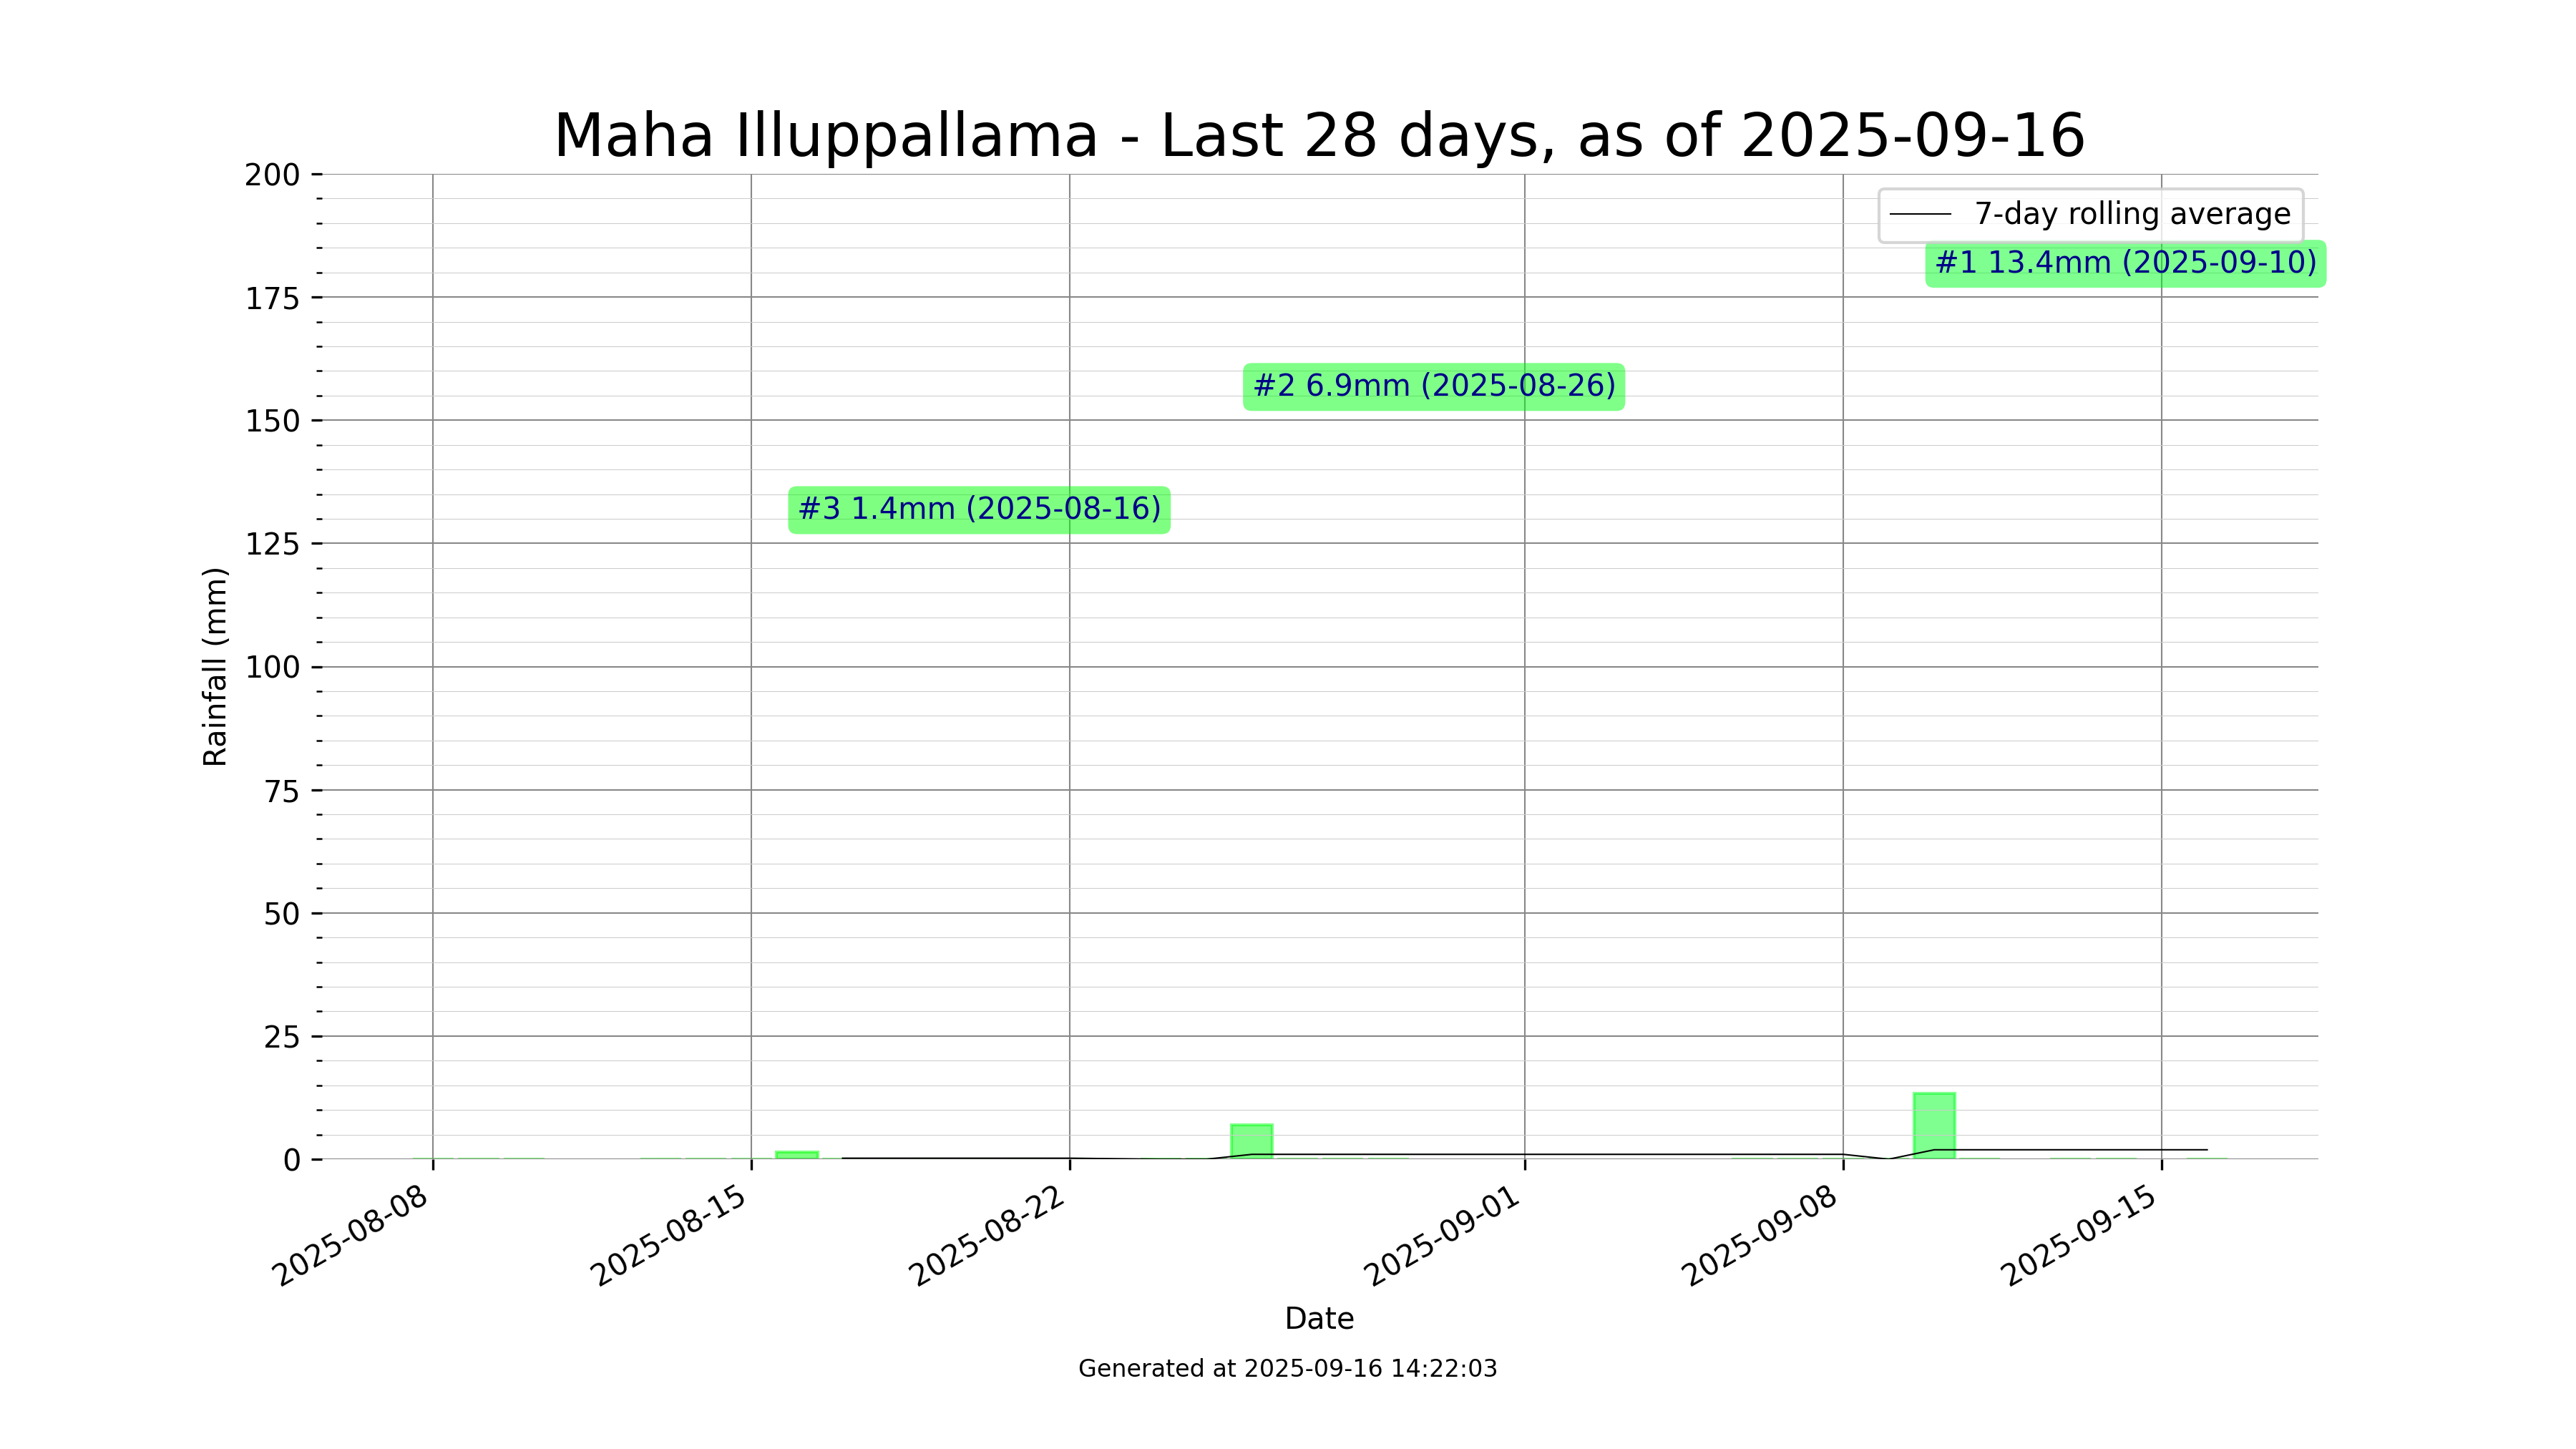 Maha Illuppallama - Last 28 days, as of 2025-09-16
200
175
150
125
100
75
50
25
0
Rainfall (mm)
7-day rolling average
#1 13.4mm (2025-09-10)
#2 6.9mm (2025-08-26)
#3 1.4mm (2025-08-16)
2025-08-08
2025-08-15
2025-08-22
2025-09-01
2025-09-08
2025-09-15
Date
Generated at 2025-09-16 14:22:03